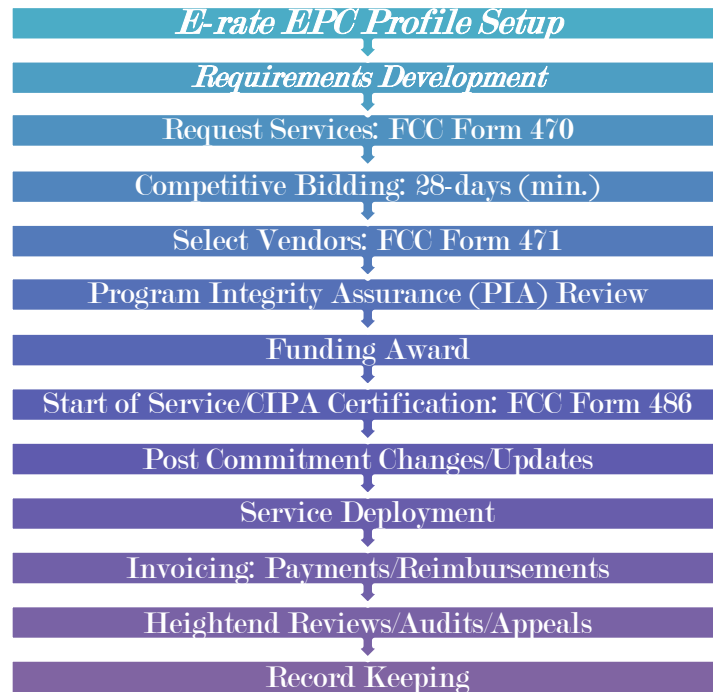 E-rate EPC Profile Setup
Requirements Development
Request Services: FCC Form 470
Competitive Bidding: 28-days (min.)
Select Vendors: FCC Form 471
Program Integrity Assurance (PIA) Review
Funding Award
Start of Service/CIPA Certification: FCC Form 486
Post Commitment Changes/Updates
Service Deployment
Invoicing: Payments/Reimbursements
Heightend Reviews/Audits/Appeals
Record Keeping